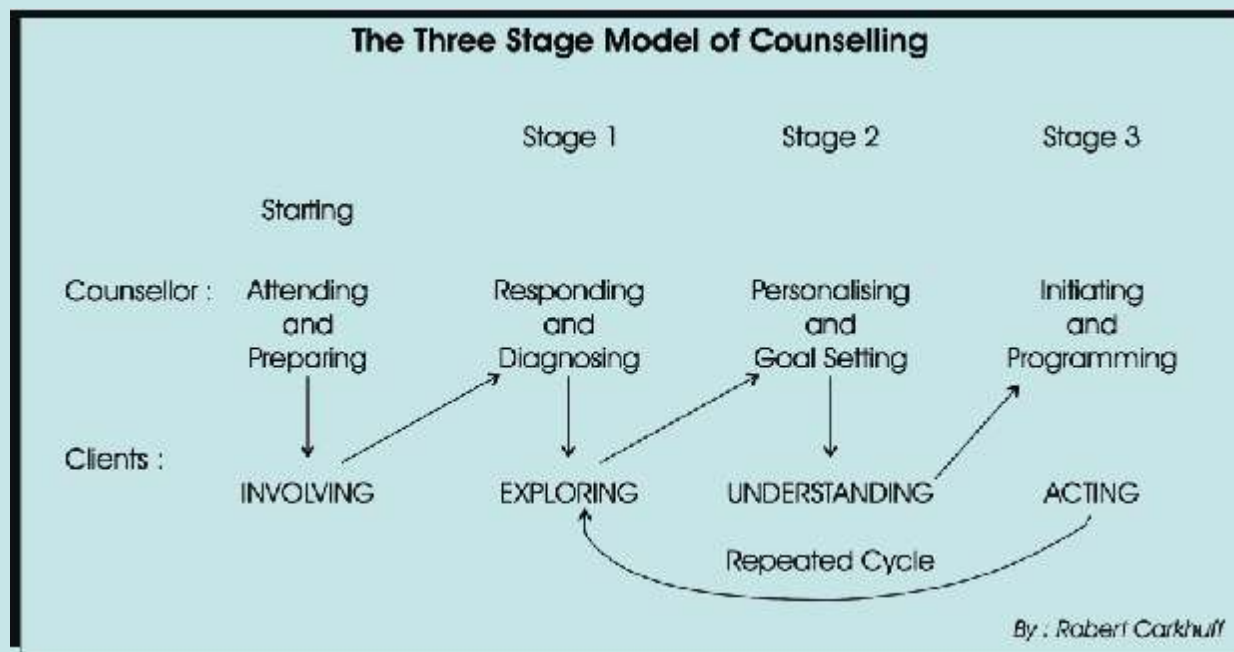 The Three Stage Model of Counselling
Stage 1 Stage 2 Stage 3
Starting
Counsellor : Attending Responding Personalising Initiating
and and and and
Preparing Diagnosing Goal Setting Programming
Clients :
INVOLVING EXPLORING UNDERSTANDING ACTING
Repeated Cycle
By : Robert Carkhuff